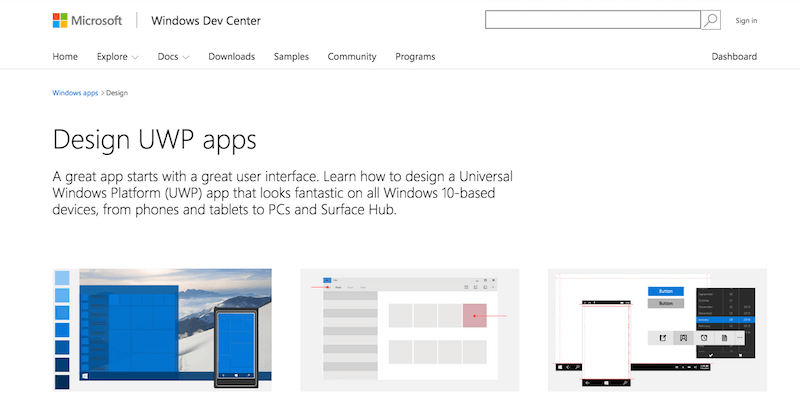 Microsoft Windows Dev Center Sign in
Home Explore Docs Downloads Samples Community Programs Dashboard
Windows apps > Design
Design UWP apps
A great app starts with a great user interface. Learn how to design a Universal
Windows Platform (UWP) app that looks fantastic on all Windows 10-based
devices, from phones and tablets to PCs and Surface Hub.
Button
Button